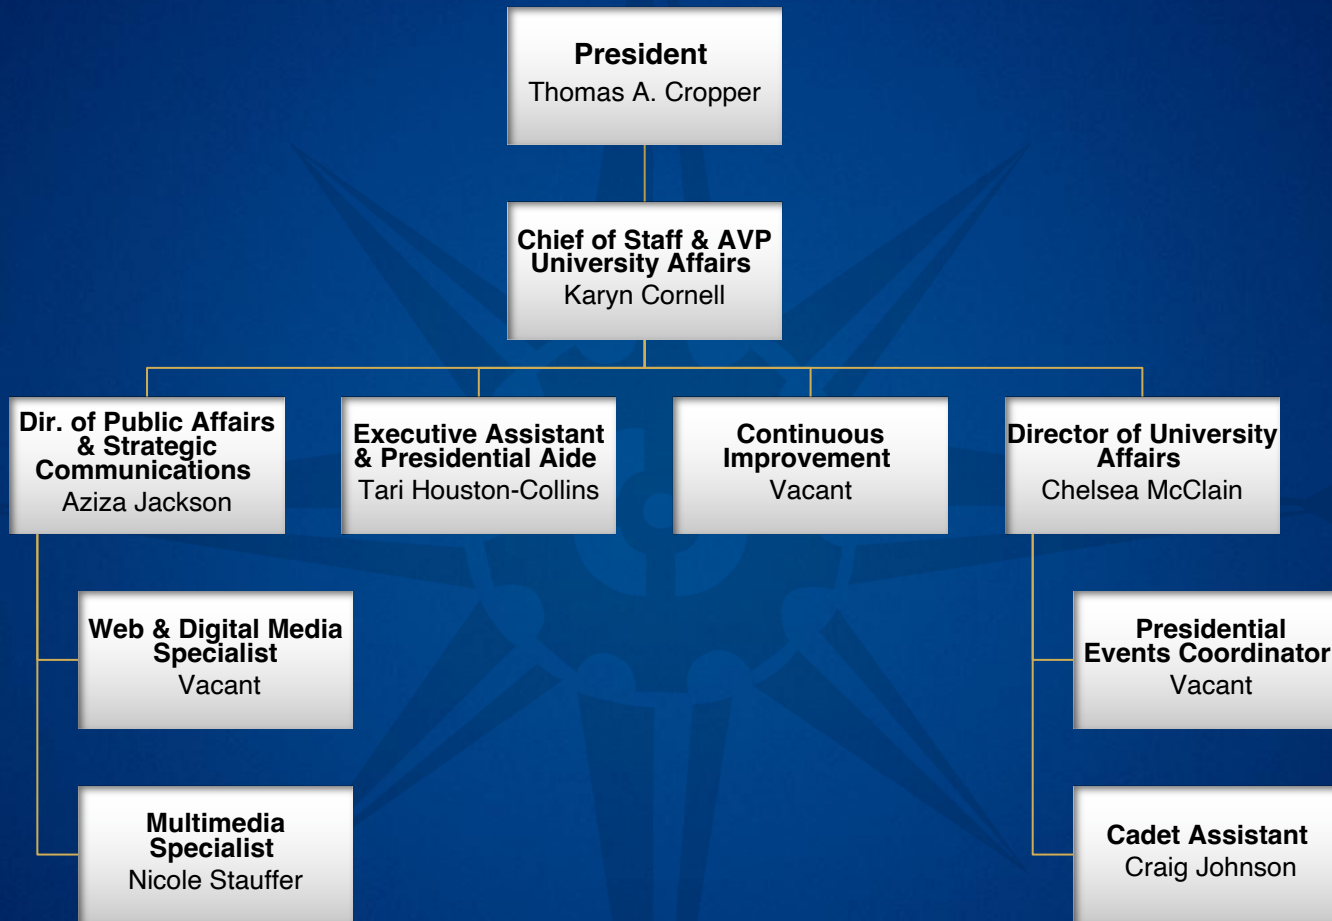 President
Thomas A. Cropper
Chief of Staff & AVP
University Affairs
Karyn Cornell
Dir. of Public Affairs
& Strategic
Communications
Aziza Jackson
Executive Assistant
& Presidential Aide
Tari Houston-Collins
Continuous
Improvement
Vacant
Director of University
Affairs
Chelsea McClain
Web & Digital Media
Specialist
Vacant
Presidential
Events Coordinator
Vacant
Multimedia
Specialist
Nicole Stauffer
Cadet Assistant
Craig Johnson